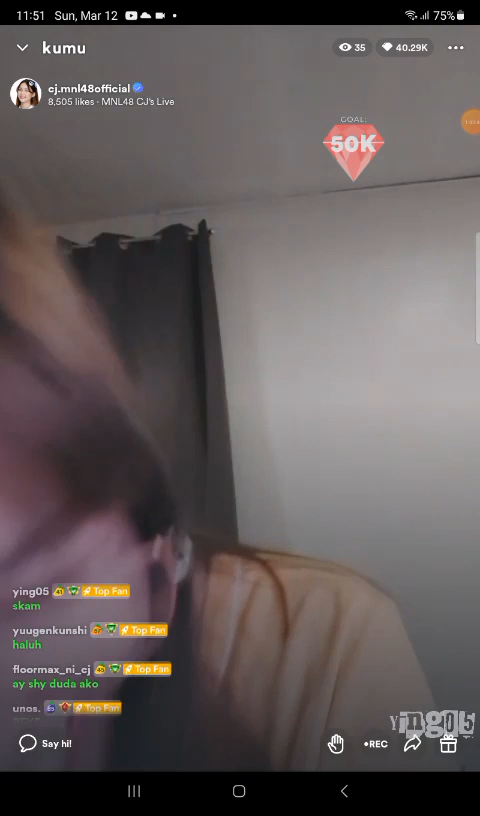 11:51 Sun, Mar 12 75%
kumu 35 40.29K
cj.mnl48official
8,505 likes · MNL48 CJ's Live
GOAL:
50K
ying05 41 Top Fan
skam
yuugenkunshi Top Fan
haluh
floormax_ni_cj Top Fan
ay shy duda ako
unos. Top Fan
Say hi! •REC
Ying05